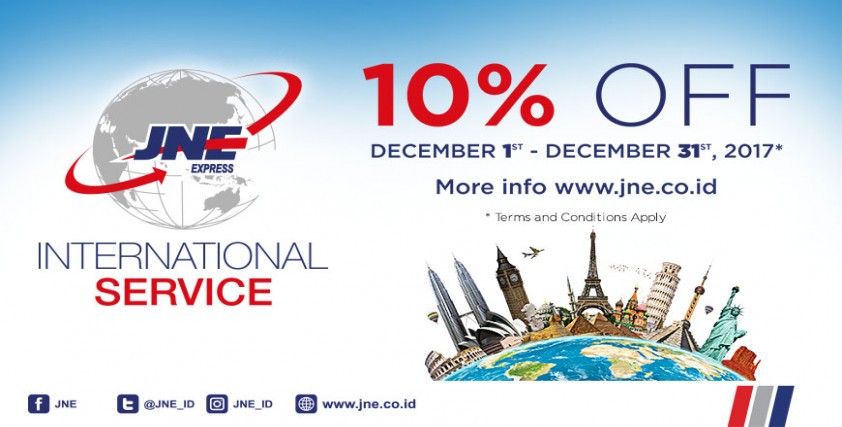 JNE
EXPRESS
INTERNATIONAL
SERVICE
10% OFF
DECEMBER 1ST - DECEMBER 31ST, 2017*
More info www.jne.co.id
* Terms and Conditions Apply
JNE @JNE_ID JNE_ID www.jne.co.id